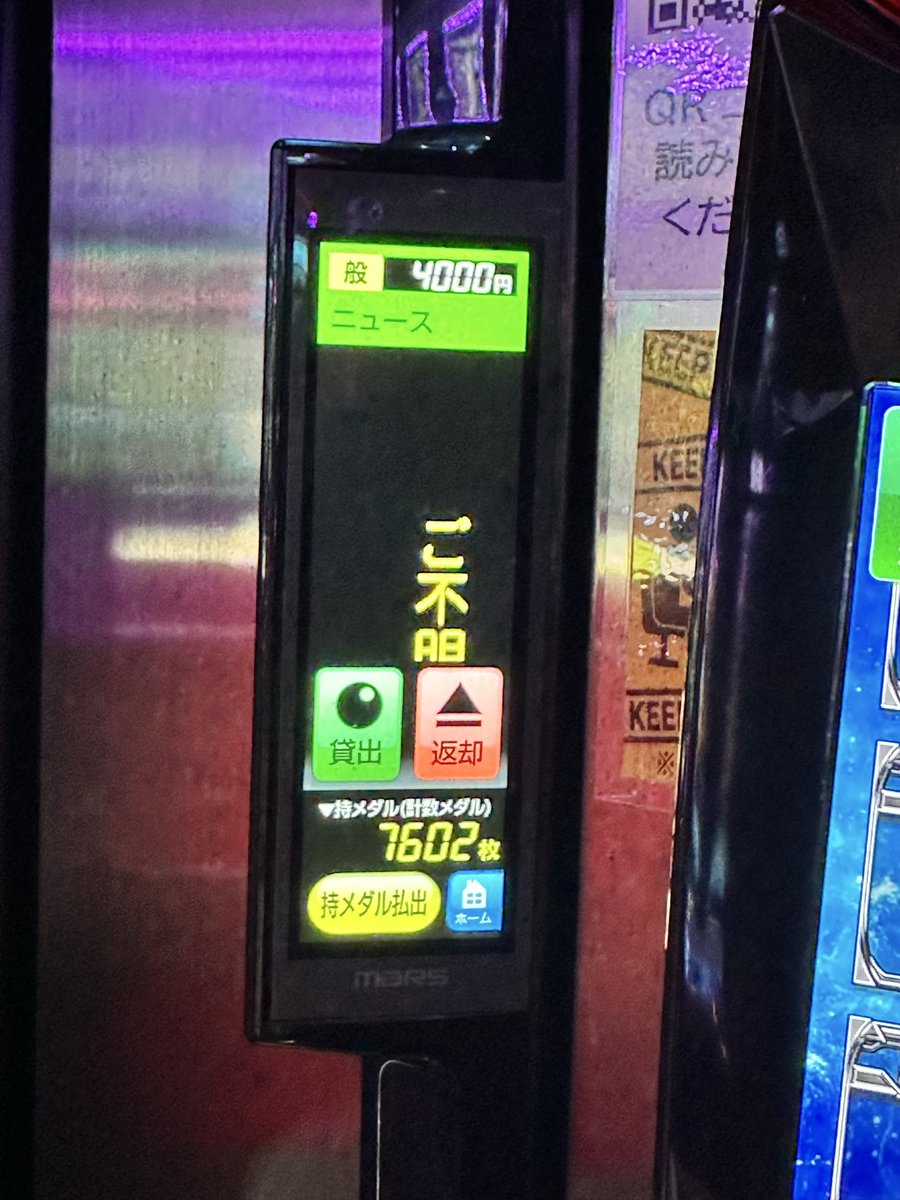 QR
読み
くだ
般 4000円
ニュース
ご不明
貸出 返却
▼持メダル(計数メダル)
7602枚
持メダル払出
ホーム
MARS
KEEP
KEE
KEE
※